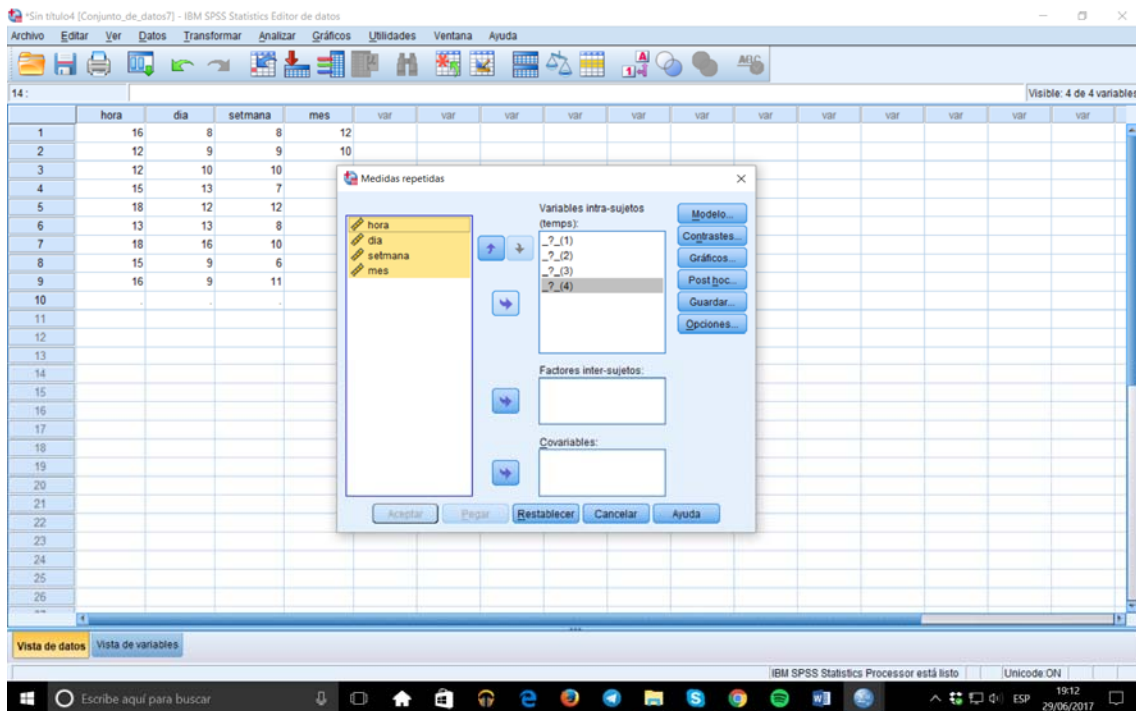 *Sin título4 [Conjunto_de_datos7] - IBM SPSS Statistics Editor de datos
Archivo Editar Ver Datos Transformar Analizar Gráficos Utilidades Ventana Ayuda
14 :
Visible: 4 de 4 variables
hora dia setmana mes var var var var var var var var var var var var
1 16 8 8 12
2 12 9 9 10
3 12 10 10
4 15 13 7
5 18 12 12
6 13 13 8
7 18 16 10
8 15 9 6
9 16 9 11
10 . . .
11
12
13
14
15
16
17
18
19
20
21
22
23
24
25
26
Medidas repetidas
hora
dia
setmana
mes
Variables intra-sujetos
(temps):
_?_(1)
_?_(2)
_?_(3)
_?_(4)
Factores inter-sujetos:
Covariables:
Modelo...
Contrastes...
Gráficos...
Post hoc...
Guardar...
Opciones...
Aceptar Pegar Restablecer Cancelar Ayuda
Vista de datos Vista de variables
IBM SPSS Statistics Processor está listo Unicode:ON
Escribe aquí para buscar
ESP
19:12
29/06/2017